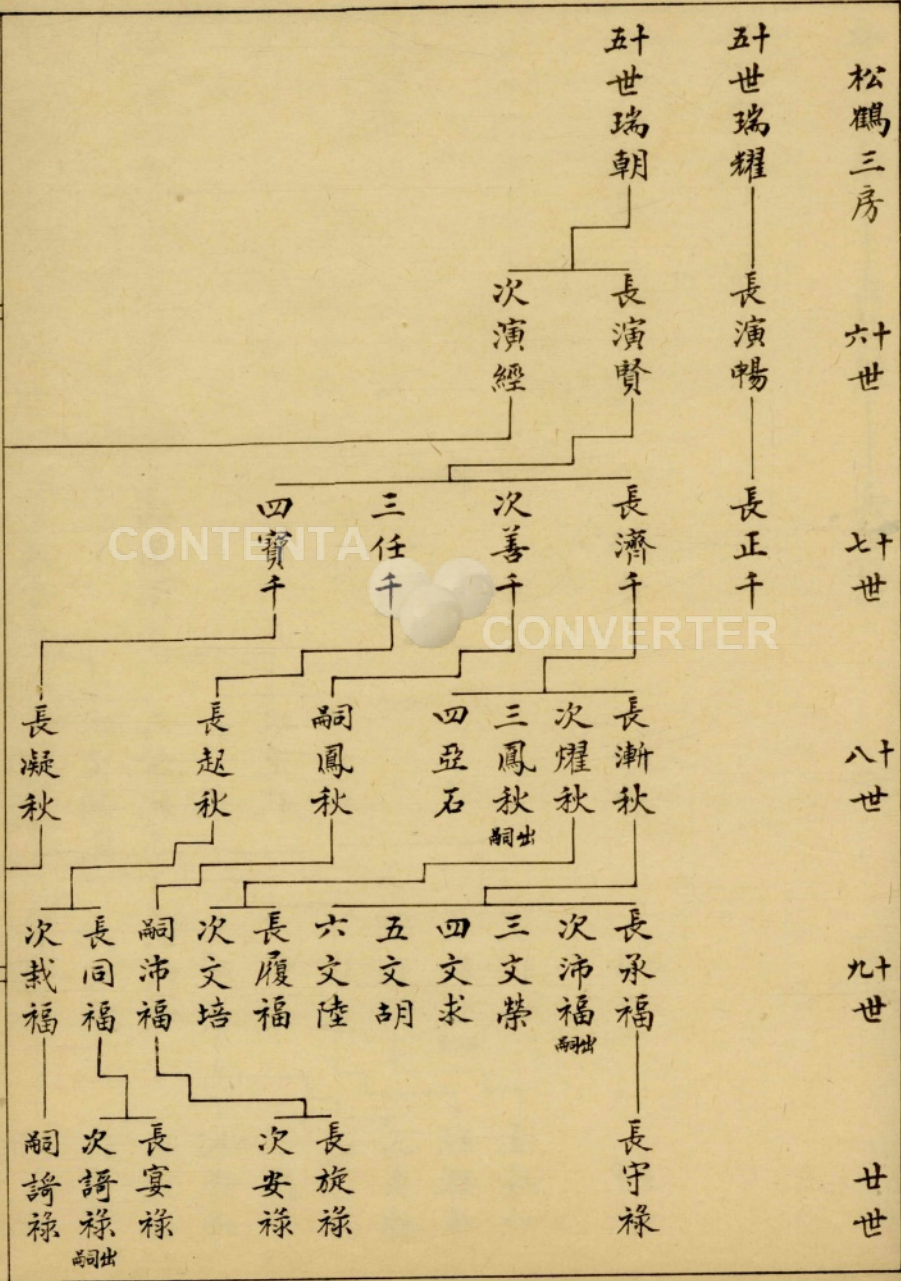 松鶴三房
十五世瑞耀
十五世瑞朝
十六世
長演暢
長演賢
次演經
十七世
長正千
長濟千
次善千
三任千
四寶千
十八世
長漸秋
次燿秋
三鳳秋 出嗣
四亞石
嗣鳳秋
長起秋
長凝秋
十九世
長承福
次沛福 出嗣
三文榮
四文求
五文胡
六文陸
長履福
次文培
嗣沛福
長同福
次栽福
廿世
長守祿
長旋祿
次安祿
長宴祿
次謌祿 出嗣
嗣謌祿
CONTENTA CONVERTER